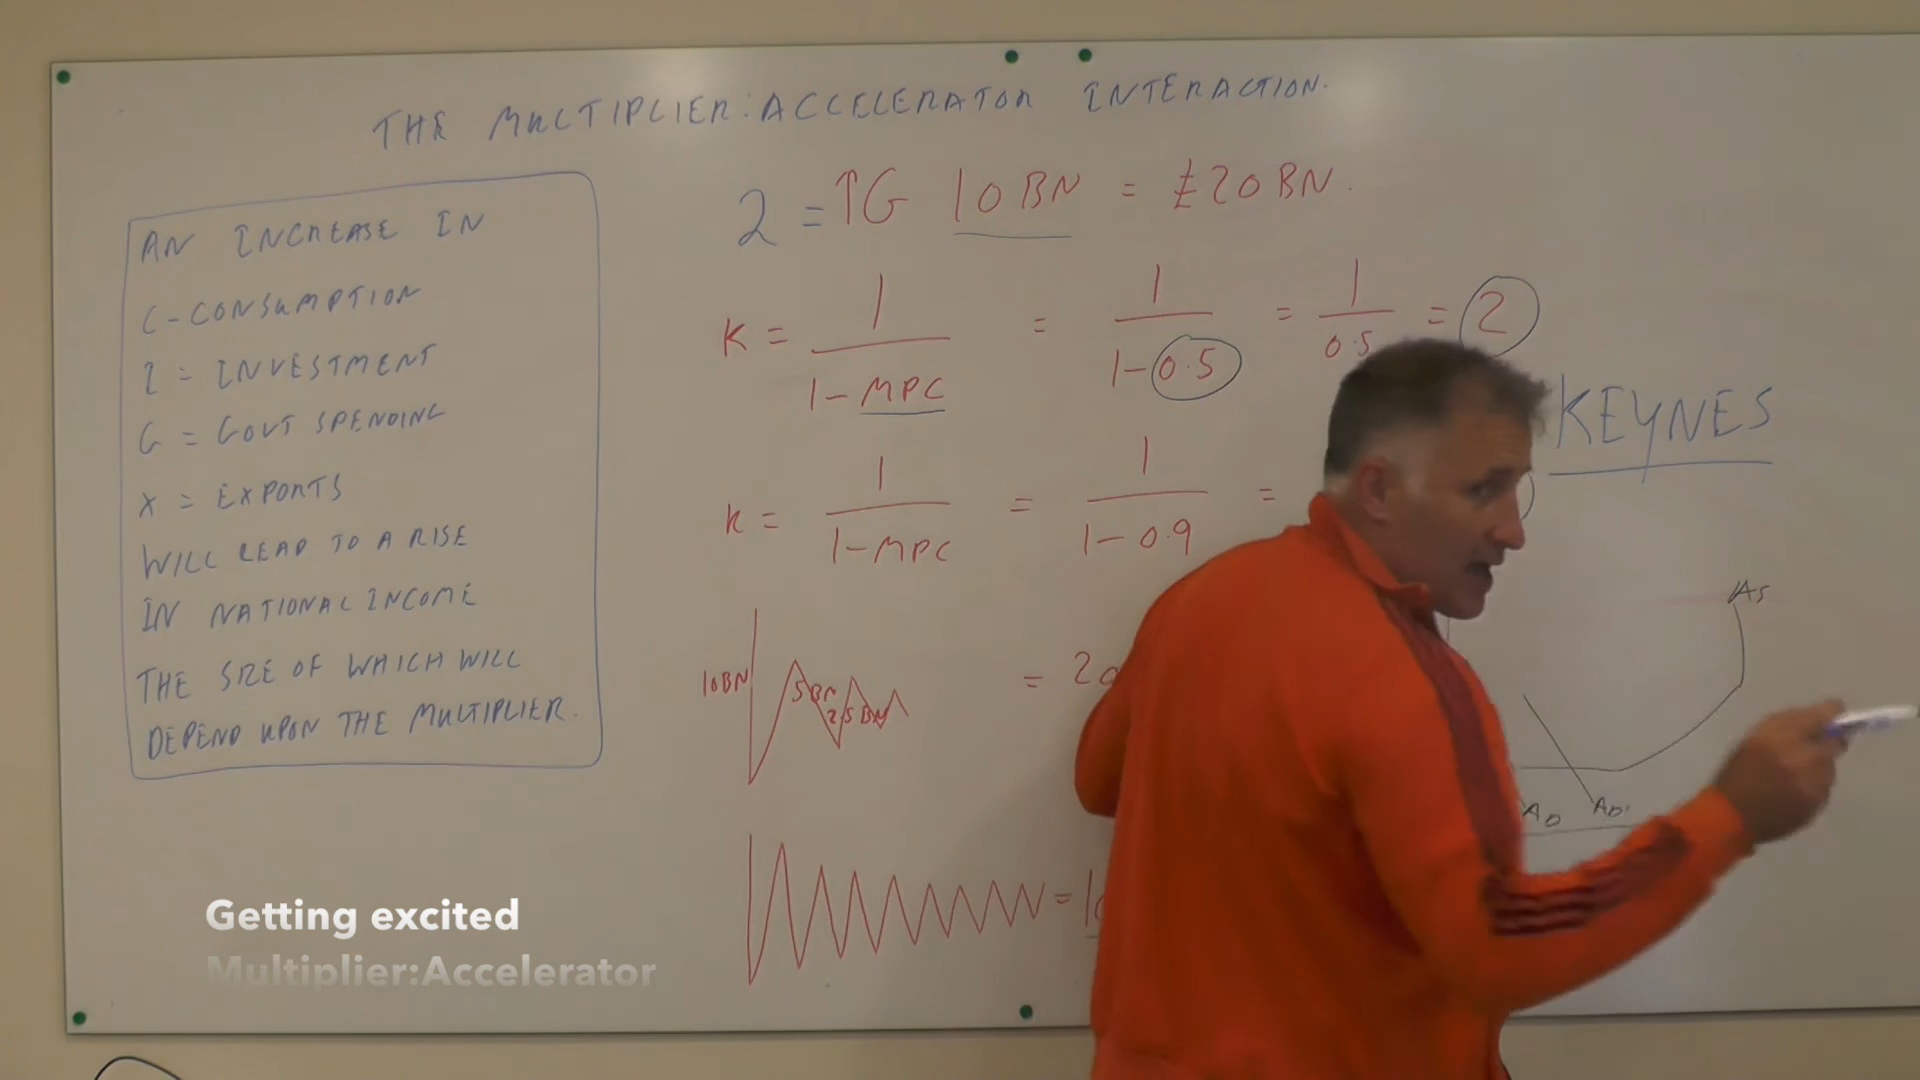 THE MULTIPLIER:ACCELERATOR INTERACTION.
AN INCREASE IN
C-CONSUMPTION
I = INVESTMENT
G = GOVT SPENDING
X = EXPORTS
WILL LEAD TO A RISE
IN NATIONAL INCOME
THE SIZE OF WHICH WILL
DEPEND UPON THE MULTIPLIER.
2 = ↑G 10BN = £20BN.
K = 1 / 1-MPC = 1 / 1-0.5 = 1 / 0.5 = 2
KEYNES
K = 1 / 1-MPC = 1 / 1-0.9 =
10BN 5BN 2.5BN = 20
AS
AD AD'
= 10
Getting excited
Multiplier:Accelerator